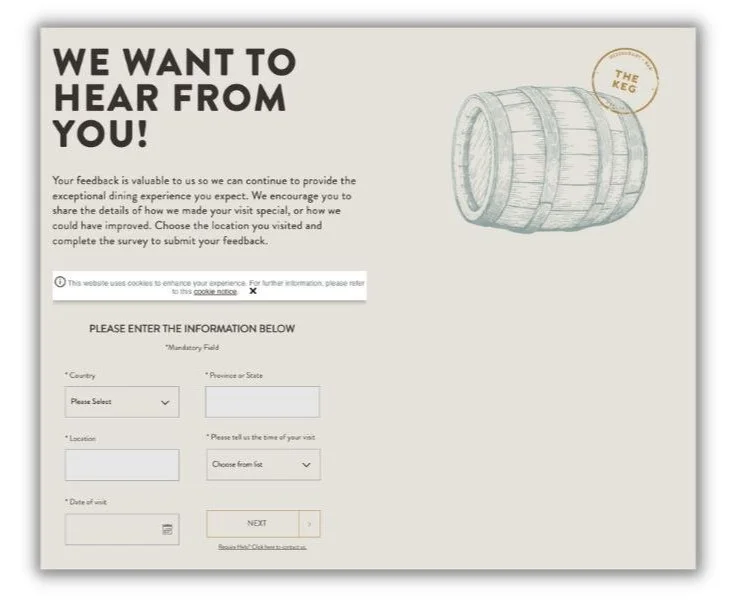 WE WANT TO
HEAR FROM
YOU!
RESTAURANT + BAR
THE
KEG
Your feedback is valuable to us so we can continue to provide the
exceptional dining experience you expect. We encourage you to
share the details of how we made your visit special, or how we
could have improved. Choose the location you visited and
complete the survey to submit your feedback.
This website uses cookies to enhance your experience. For further information, please refer
to this cookie notice. ✖
PLEASE ENTER THE INFORMATION BELOW
*Mandatory Field
* Country
* Province or State
Please Select
* Location
* Please tell us the time of your visit
Choose from list
* Date of visit
NEXT >
Require Help? Click here to contact us.